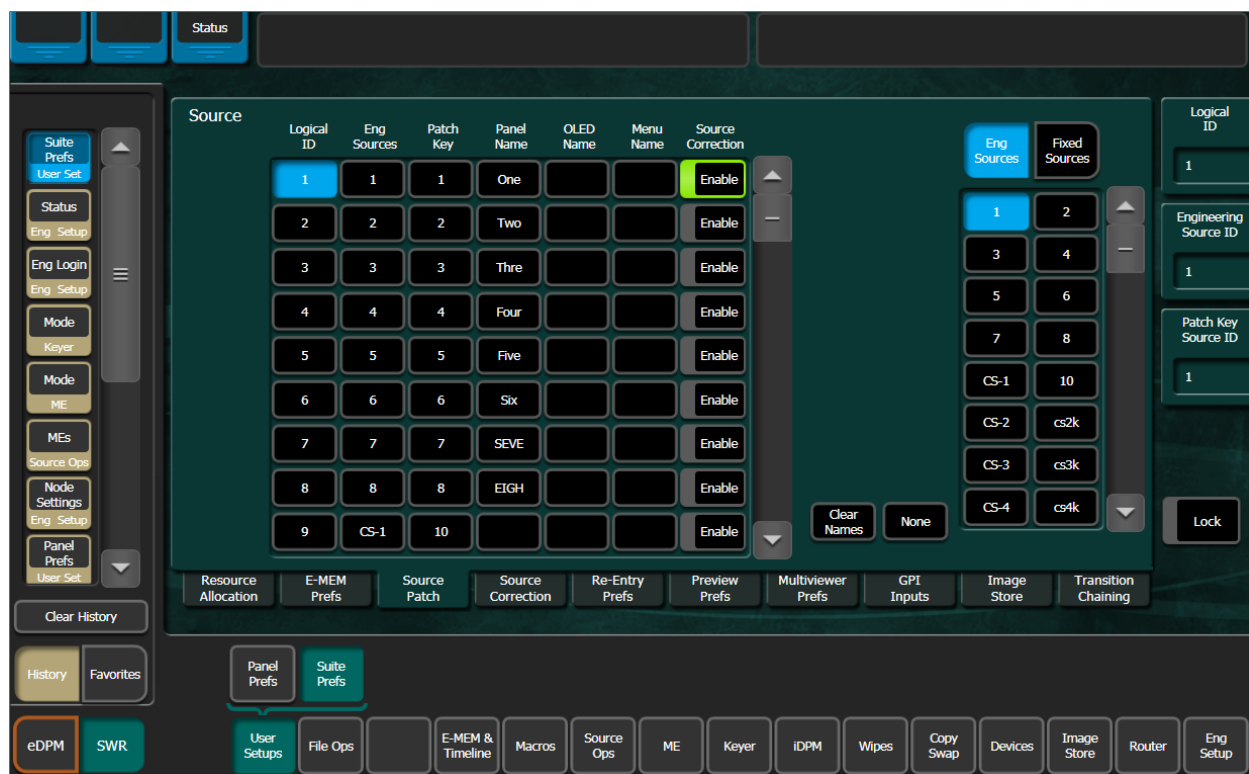 Status
Source
Logical ID
Eng Sources
Patch Key
Panel Name
OLED Name
Menu Name
Source Correction
1 1 1 One Enable
2 2 2 Two Enable
3 3 3 Thre Enable
4 4 4 Four Enable
5 5 5 Five Enable
6 6 6 Six Enable
7 7 7 SEVE Enable
8 8 8 EIGH Enable
9 CS-1 10 Enable
Clear Names
None
Eng Sources
Fixed Sources
1 2
3 4
5 6
7 8
CS-1 10
CS-2 cs2k
CS-3 cs3k
CS-4 cs4k
Logical ID
1
Engineering Source ID
1
Patch Key Source ID
1
Lock
Suite Prefs
User Set
Status
Eng Setup
Eng Login
Eng Setup
Mode
Keyer
Mode
ME
MEs
Source Ops
Node Settings
Eng Setup
Panel Prefs
User Set
Clear History
History
Favorites
Resource Allocation
E-MEM Prefs
Source Patch
Source Correction
Re-Entry Prefs
Preview Prefs
Multiviewer Prefs
GPI Inputs
Image Store
Transition Chaining
Panel Prefs
Suite Prefs
eDPM
SWR
User Setups
File Ops
E-MEM & Timeline
Macros
Source Ops
ME
Keyer
iDPM
Wipes
Copy Swap
Devices
Image Store
Router
Eng Setup